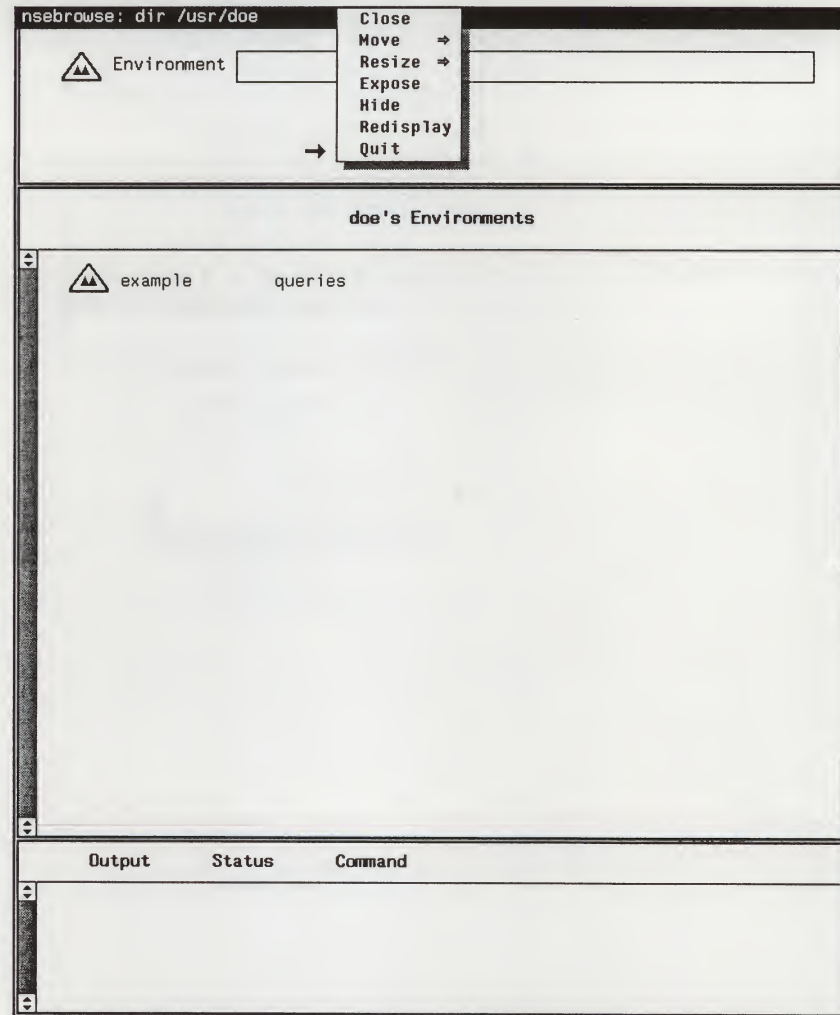 nsebrowse: dir /usr/doe
Close
Move ⇒
Resize ⇒
Expose
Hide
Redisplay
Quit
Environment
doe's Environments
example queries
Output Status Command